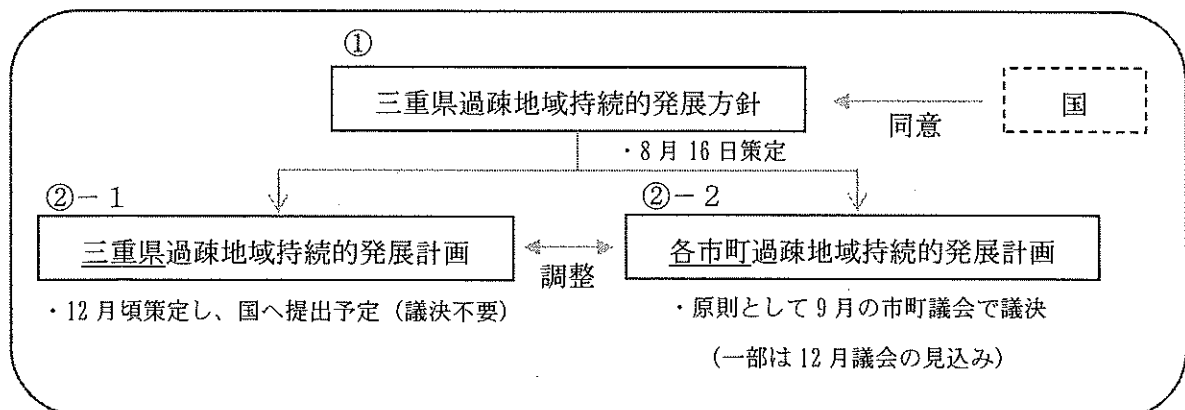 ①
三重県過疎地域持続的発展方針
国
同意
・8月16日策定
②-1
②-2
三重県過疎地域持続的発展計画
各市町過疎地域持続的発展計画
調整
・12月頃策定し、国へ提出予定（議決不要）
・原則として9月の市町議会で議決
（一部は12月議会の見込み）